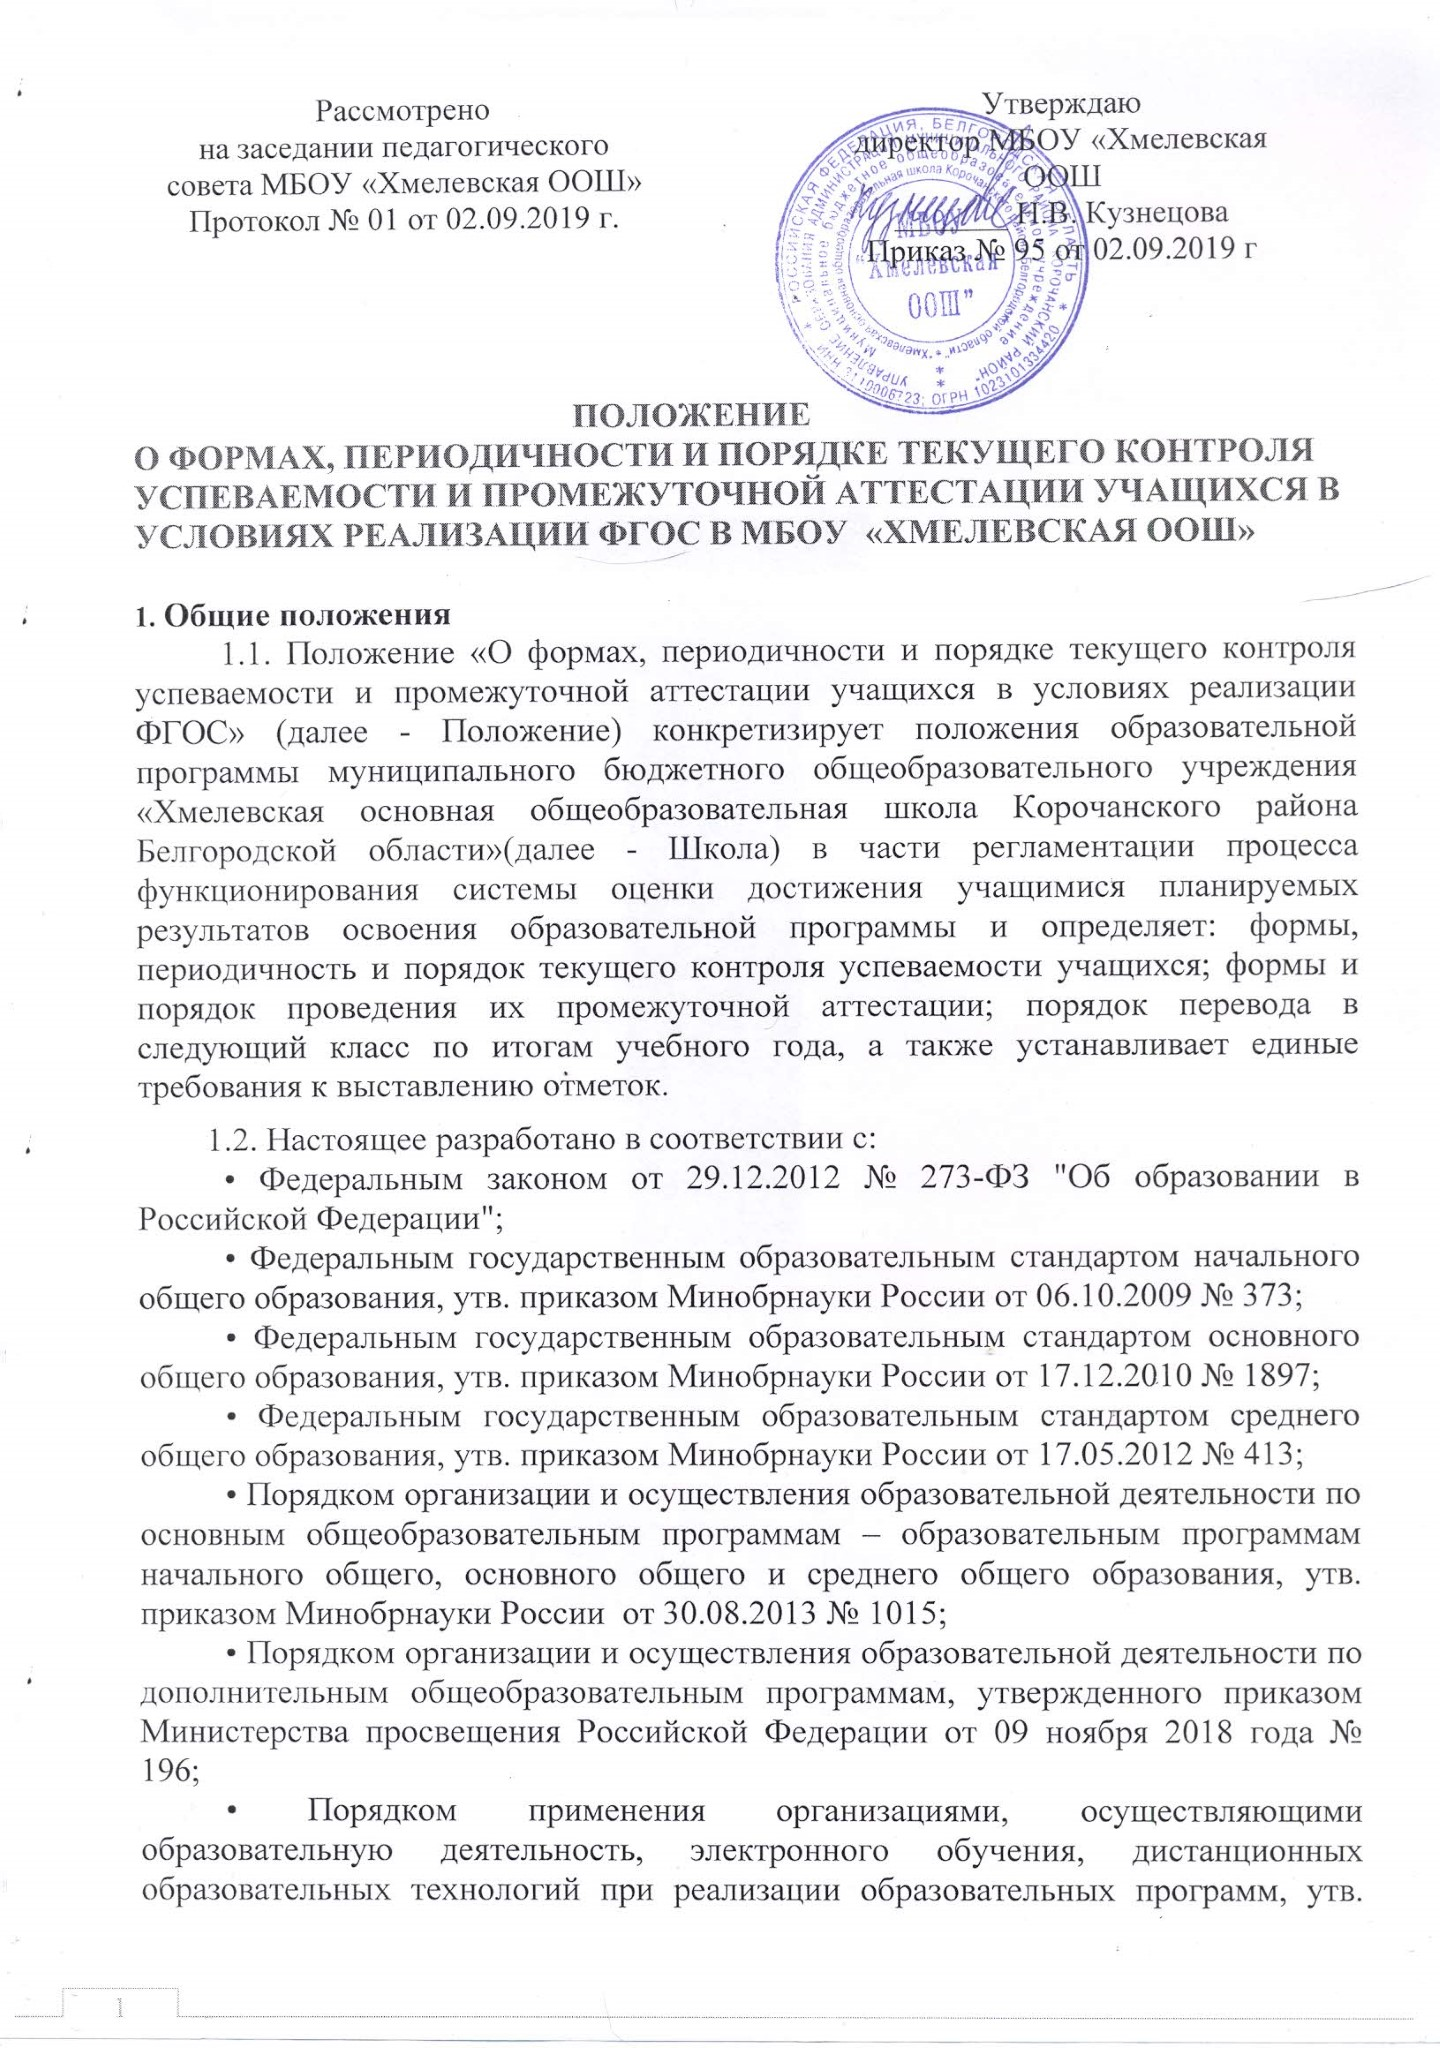 Рассмотрено
на заседании педагогического
совета МБОУ «Хмелевская ООШ»
Протокол № 01 от 02.09.2019 г.
Утверждаю
директор МБОУ «Хмелевская
ООШ
Н.В. Кузнецова
Приказ № 95 от 02.09.2019 г
МБОУ
"Хмелевская
ООШ"
ПОЛОЖЕНИЕ
О ФОРМАХ, ПЕРИОДИЧНОСТИ И ПОРЯДКЕ ТЕКУЩЕГО КОНТРОЛЯ
УСПЕВАЕМОСТИ И ПРОМЕЖУТОЧНОЙ АТТЕСТАЦИИ УЧАЩИХСЯ В
УСЛОВИЯХ РЕАЛИЗАЦИИ ФГОС В МБОУ «ХМЕЛЕВСКАЯ ООШ»
1. Общие положения
1.1. Положение «О формах, периодичности и порядке текущего контроля
успеваемости и промежуточной аттестации учащихся в условиях реализации
ФГОС» (далее - Положение) конкретизирует положения образовательной
программы муниципального бюджетного общеобразовательного учреждения
«Хмелевская основная общеобразовательная школа Корочанского района
Белгородской области»(далее - Школа) в части регламентации процесса
функционирования системы оценки достижения учащимися планируемых
результатов освоения образовательной программы и определяет: формы,
периодичность и порядок текущего контроля успеваемости учащихся; формы и
порядок проведения их промежуточной аттестации; порядок перевода в
следующий класс по итогам учебного года, а также устанавливает единые
требования к выставлению отметок.
1.2. Настоящее разработано в соответствии с:
• Федеральным законом от 29.12.2012 № 273-ФЗ "Об образовании в
Российской Федерации";
• Федеральным государственным образовательным стандартом начального
общего образования, утв. приказом Минобрнауки России от 06.10.2009 № 373;
• Федеральным государственным образовательным стандартом основного
общего образования, утв. приказом Минобрнауки России от 17.12.2010 № 1897;
• Федеральным государственным образовательным стандартом среднего
общего образования, утв. приказом Минобрнауки России от 17.05.2012 № 413;
• Порядком организации и осуществления образовательной деятельности по
основным общеобразовательным программам – образовательным программам
начального общего, основного общего и среднего общего образования, утв.
приказом Минобрнауки России от 30.08.2013 № 1015;
• Порядком организации и осуществления образовательной деятельности по
дополнительным общеобразовательным программам, утвержденного приказом
Министерства просвещения Российской Федерации от 09 ноября 2018 года №
196;
• Порядком применения организациями, осуществляющими
образовательную деятельность, электронного обучения, дистанционных
образовательных технологий при реализации образовательных программ, утв.
1